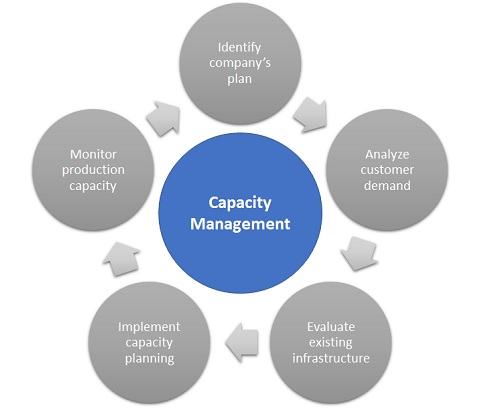 Identify
company's
plan
Analyze
customer
demand
Evaluate
existing
infrastructure
Implement
capacity
planning
Monitor
production
capacity
Capacity
Management